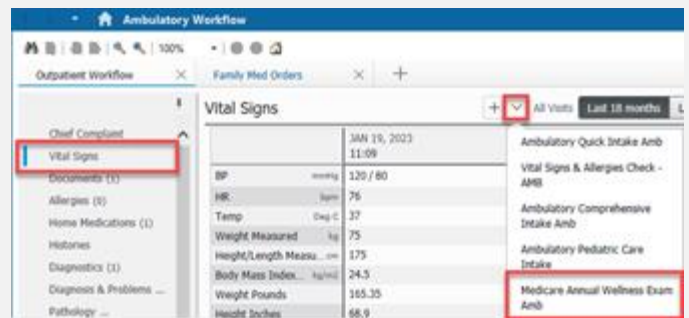 Ambulatory Workflow
100%
Outpatient Workflow
Family Med Orders
Vital Signs
All Visits
Last 18 months
L
Chief Complaint
Vital Signs
Documents (1)
Allergies (0)
Home Medications (1)
Histories
Diagnostics (1)
Diagnosis & Problems ...
Pathology ...
JAN 19, 2023
11:09
BP mmHg 120 / 80
HR bpm 76
Temp Deg C 37
Weight Measured kg 75
Height/Length Measu... cm 175
Body Mass Index... kg/m2 24.5
Weight Pounds 165.35
Height Inches 68.9
Ambulatory Quick Intake Amb
Vital Signs & Allergies Check -
AMB
Ambulatory Comprehensive
Intake Amb
Ambulatory Pediatric Care
Intake
Medicare Annual Wellness Exam
Amb